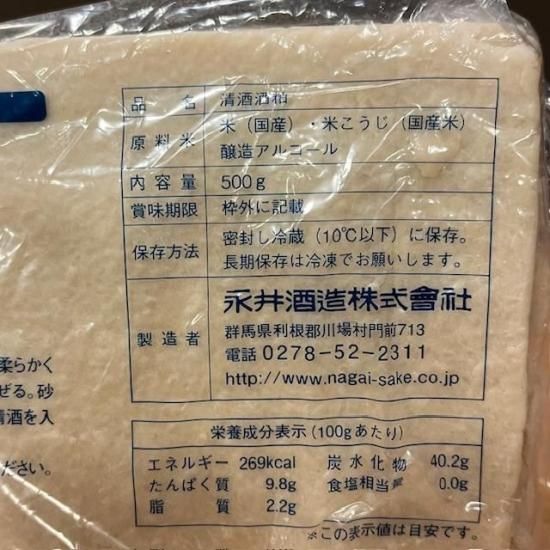 品名 清酒酒粕
原料米 米(国産)・米こうじ(国産米)
醸造アルコール
内容量 500g
賞味期限 枠外に記載
保存方法 密封し冷蔵(10℃以下)に保存。
長期保存は冷凍でお願いします。
製造者 永井酒造株式會社
群馬県利根郡川場村門前713
電話 0278-52-2311
http://www.nagai-sake.co.jp
柔らかく
ぜる。砂
清酒を入
ださい。
栄養成分表示(100gあたり)
エネルギー 269kcal 炭水化物 40.2g
たんぱく質 9.8g 食塩相当量 0.0g
脂質 2.2g
※この表示値は目安です。